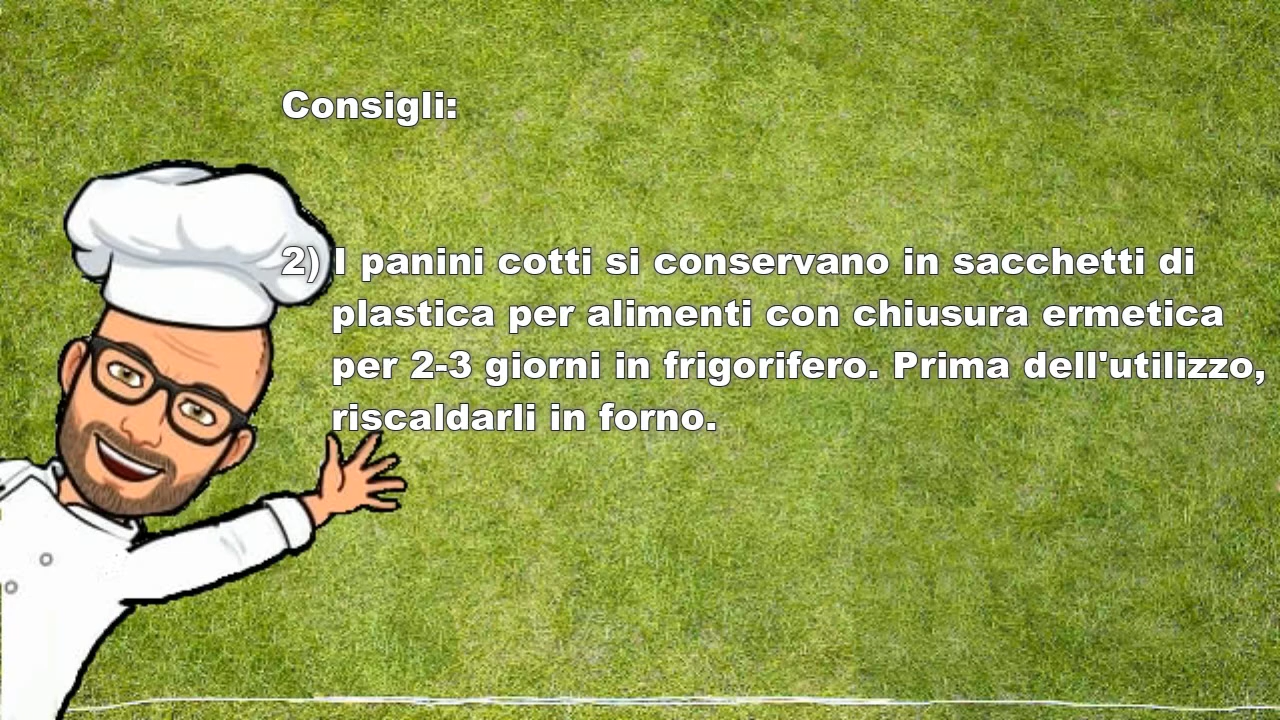 Consigli:
2) I panini cotti si conservano in sacchetti di
plastica per alimenti con chiusura ermetica
per 2-3 giorni in frigorifero. Prima dell'utilizzo,
riscaldarli in forno.